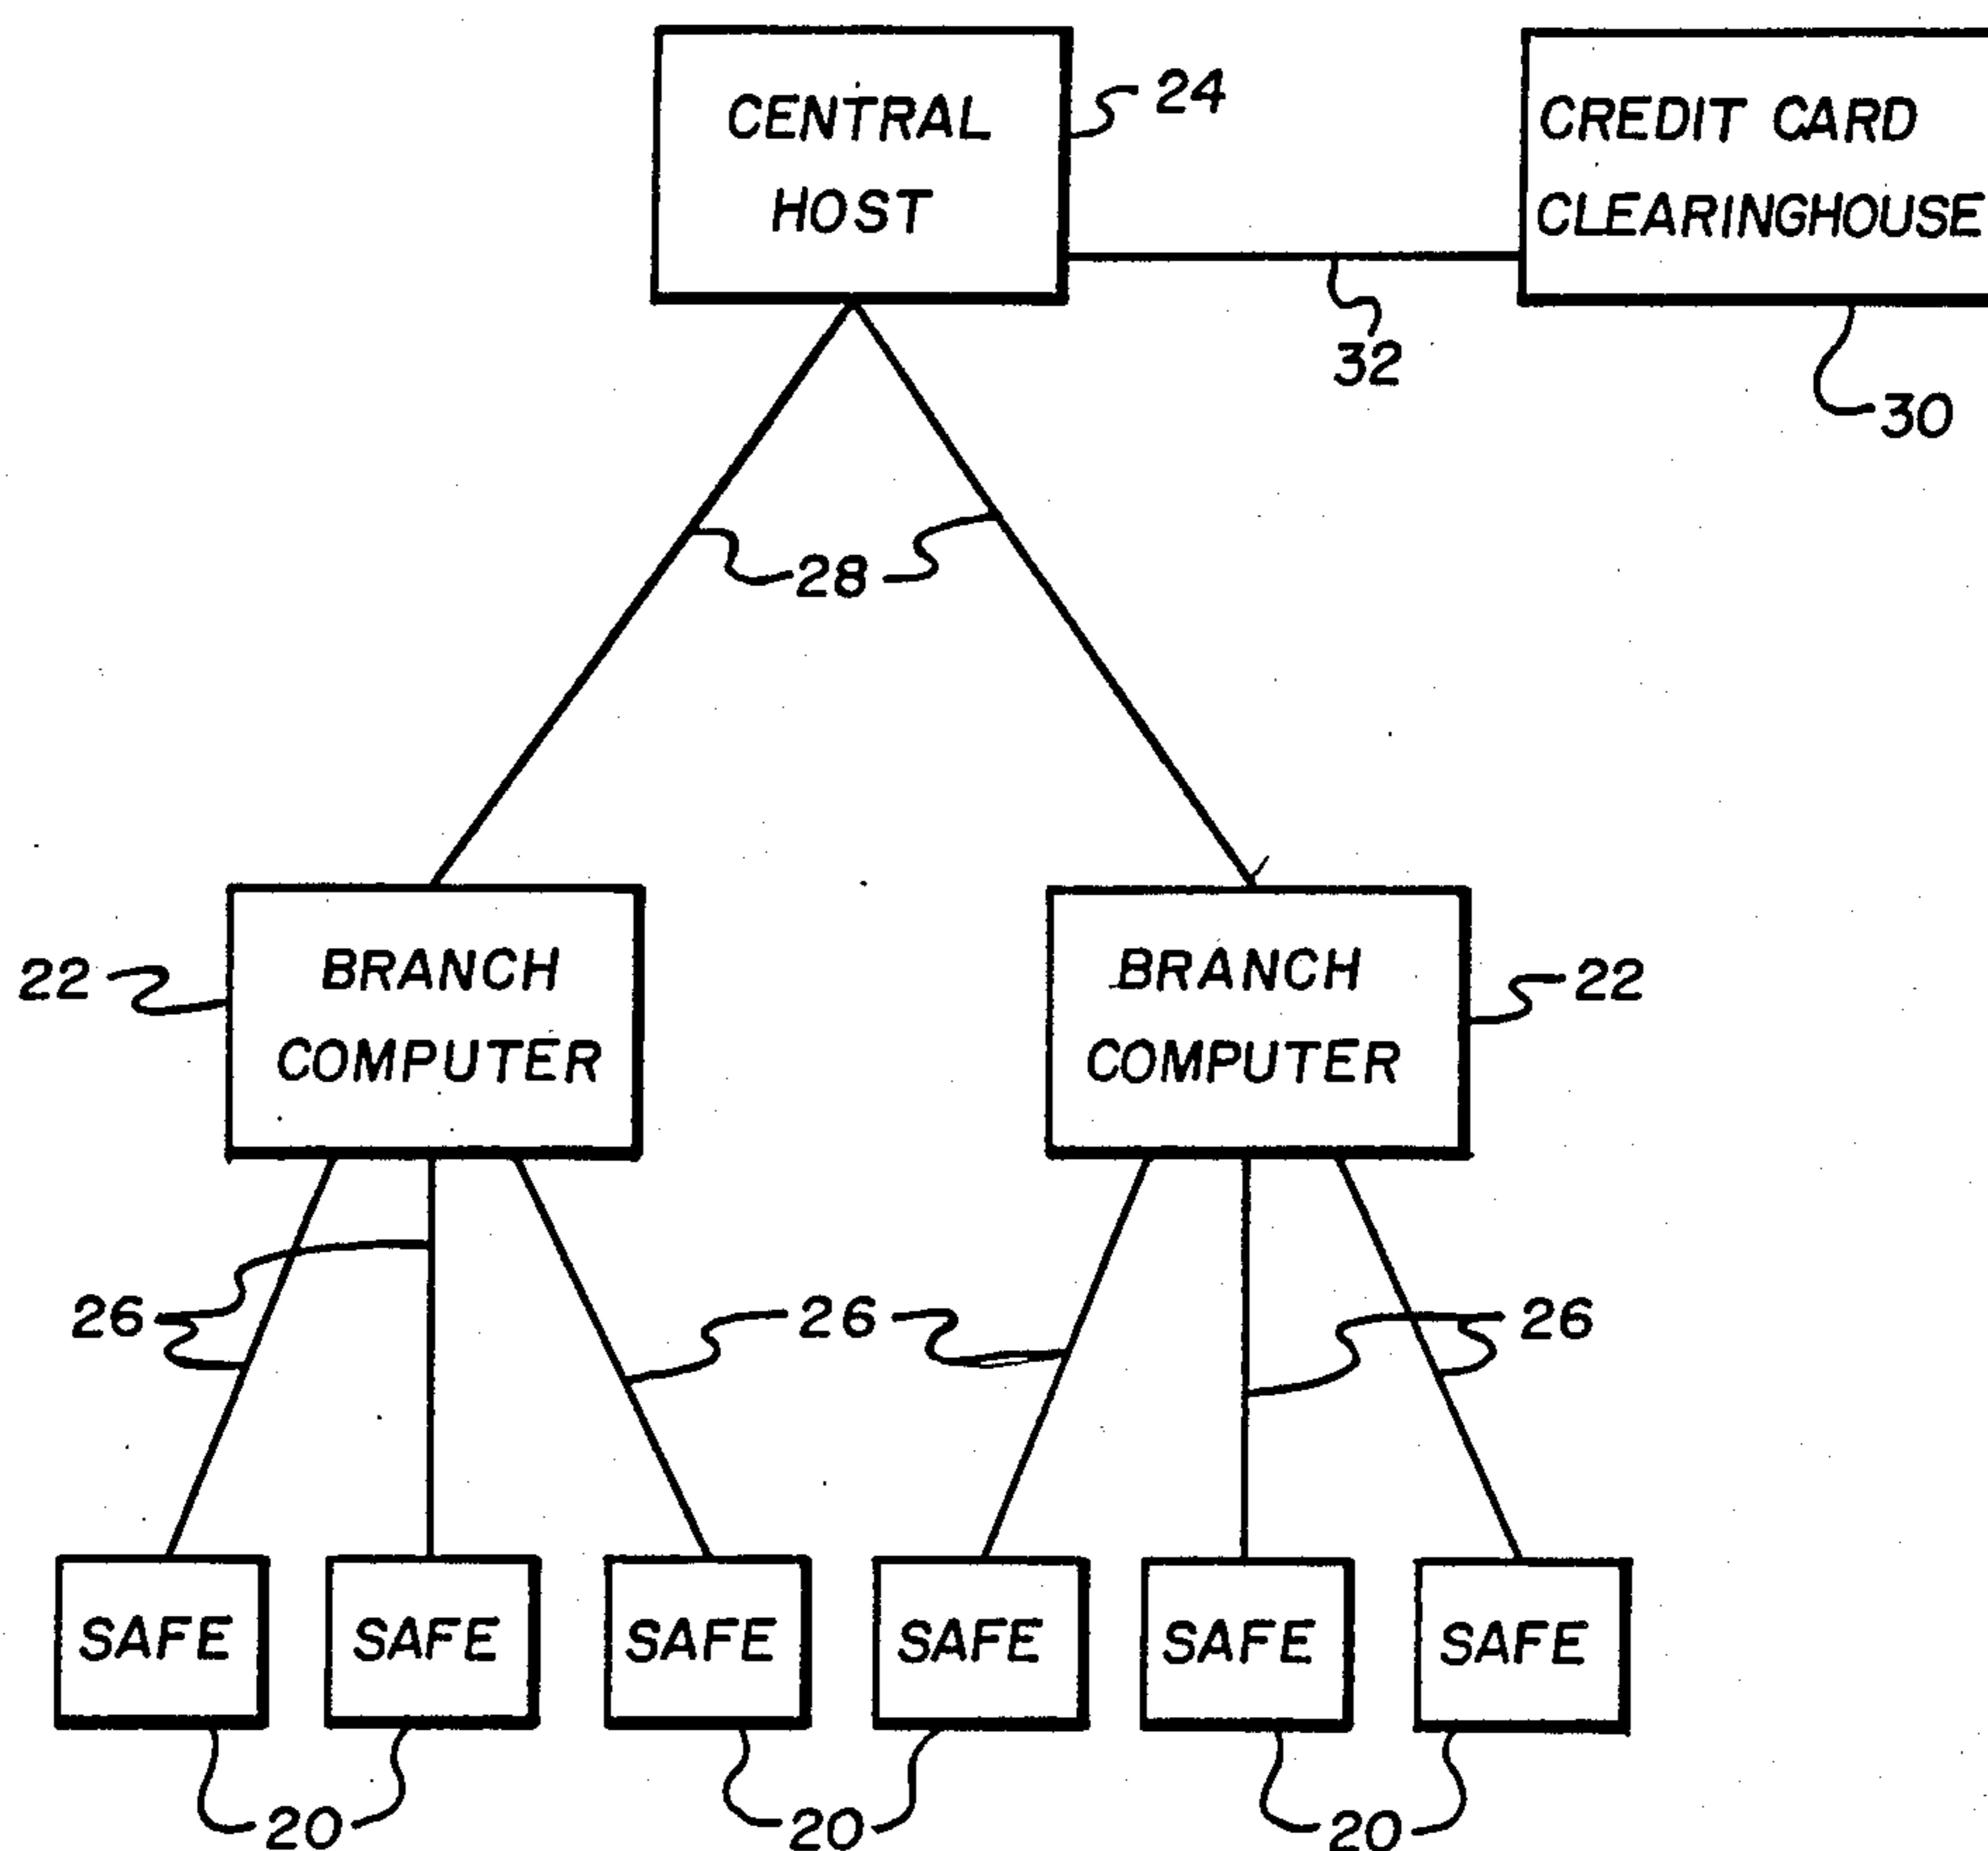 CENTRAL
HOST
24
CREDIT CARD
CLEARINGHOUSE
32
30
28
22
BRANCH
COMPUTER
BRANCH
COMPUTER
22
26
26
26
SAFE
SAFE
SAFE
SAFE
SAFE
SAFE
20
20
20